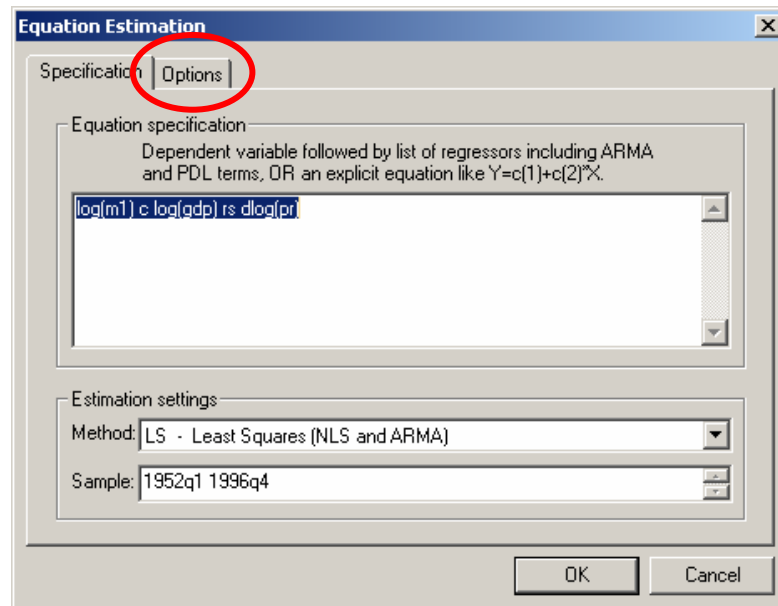 Equation Estimation
Specification
Options
Equation specification
Dependent variable followed by list of regressors including ARMA
and PDL terms, OR an explicit equation like Y=c(1)+c(2)*X.
log(m1) c log(gdp) rs dlog(pr)
Estimation settings
Method: LS - Least Squares (NLS and ARMA)
Sample: 1952q1 1996q4
OK
Cancel